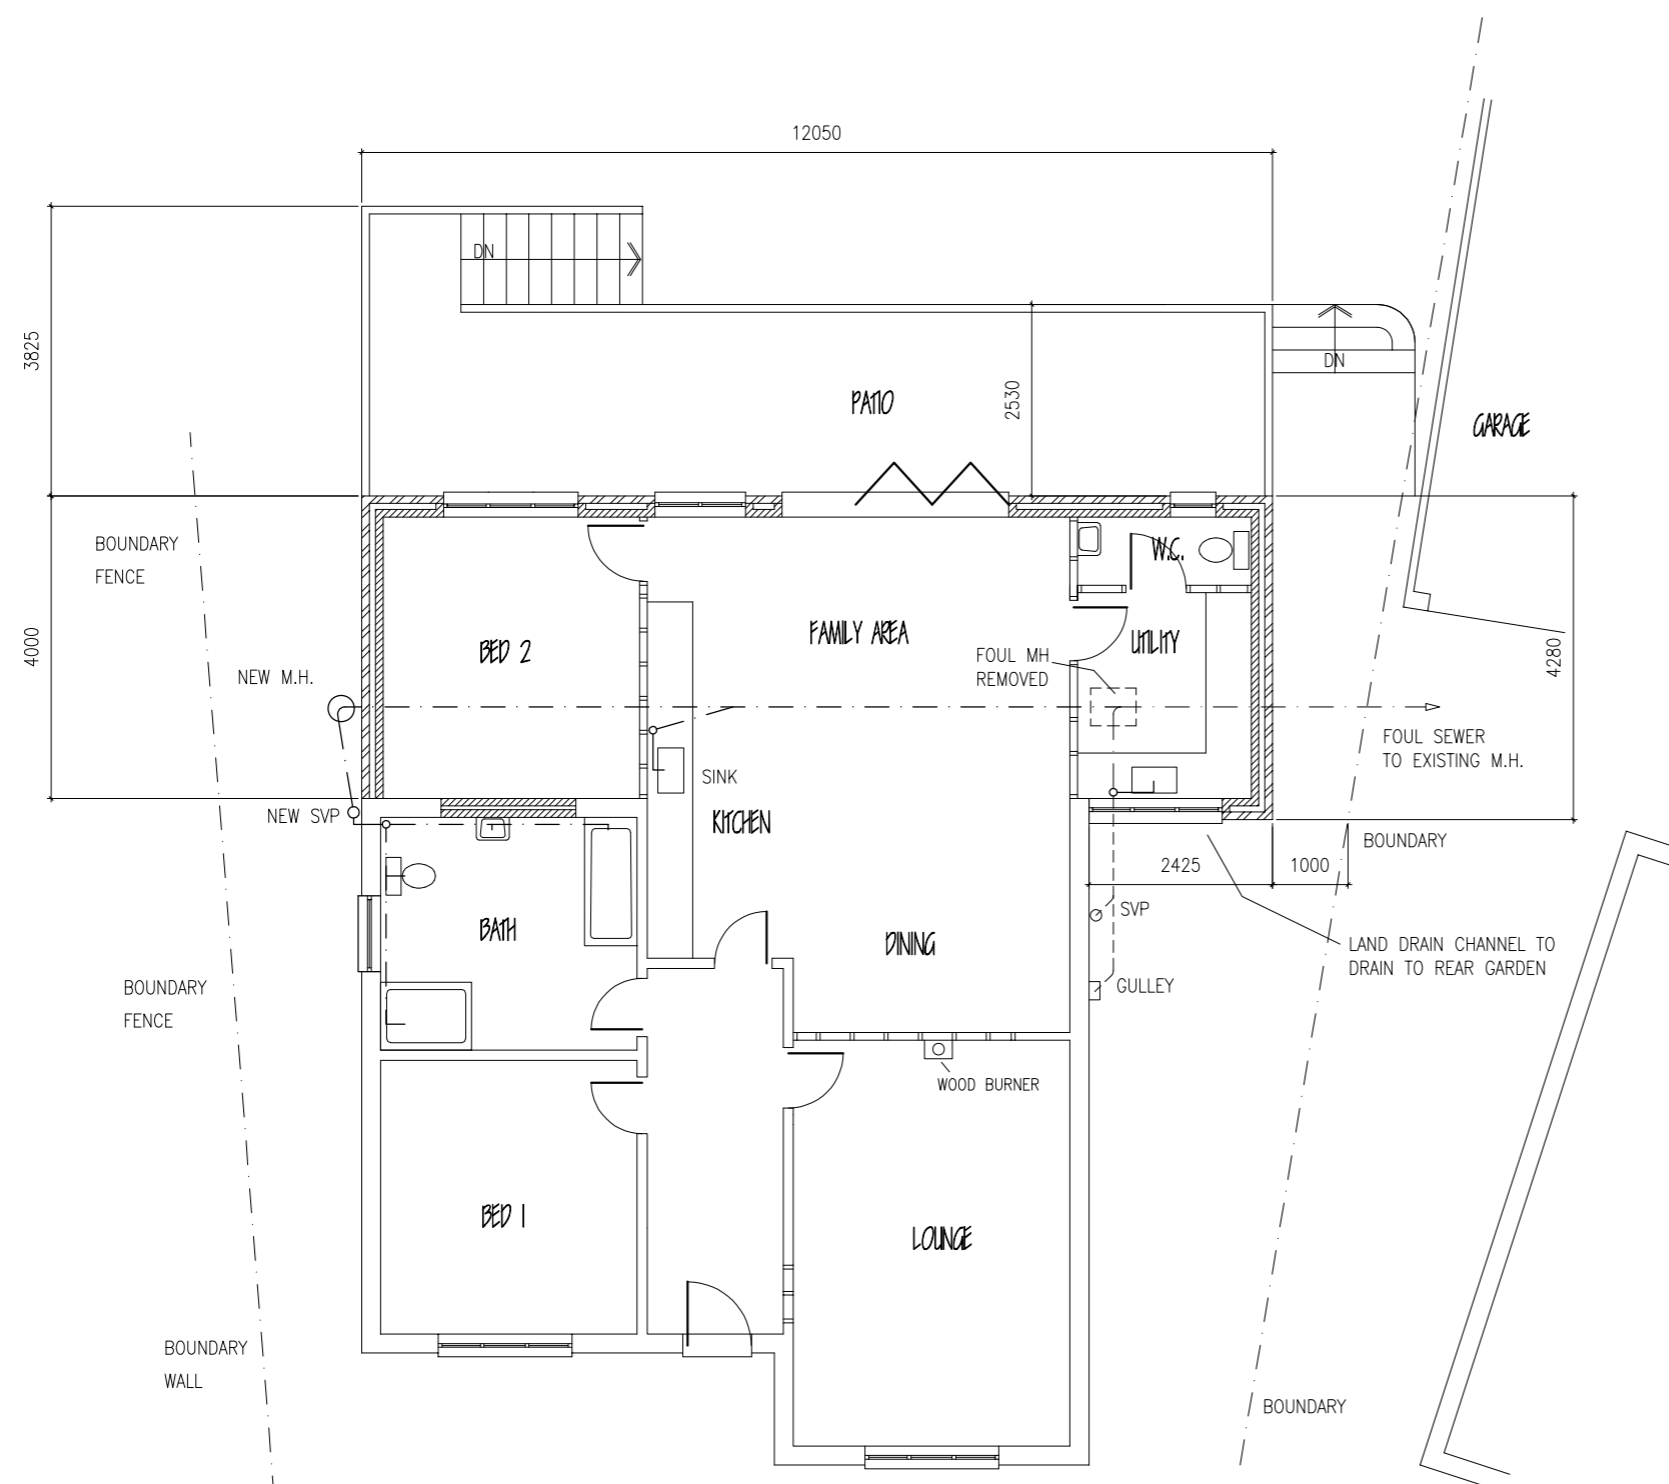 12050
3825
DN
DN
PATIO
2530
GARAGE
BOUNDARY
FENCE
4000
BED 2
FAMILY AREA
W.C.
UTILITY
FOUL MH
REMOVED
4280
NEW M.H.
FOUL SEWER
TO EXISTING M.H.
SINK
NEW SVP
KITCHEN
BOUNDARY
2425
1000
SVP
BATH
DINING
LAND DRAIN CHANNEL TO
DRAIN TO REAR GARDEN
GULLEY
BOUNDARY
FENCE
WOOD BURNER
BED 1
LOUNGE
BOUNDARY
WALL
BOUNDARY